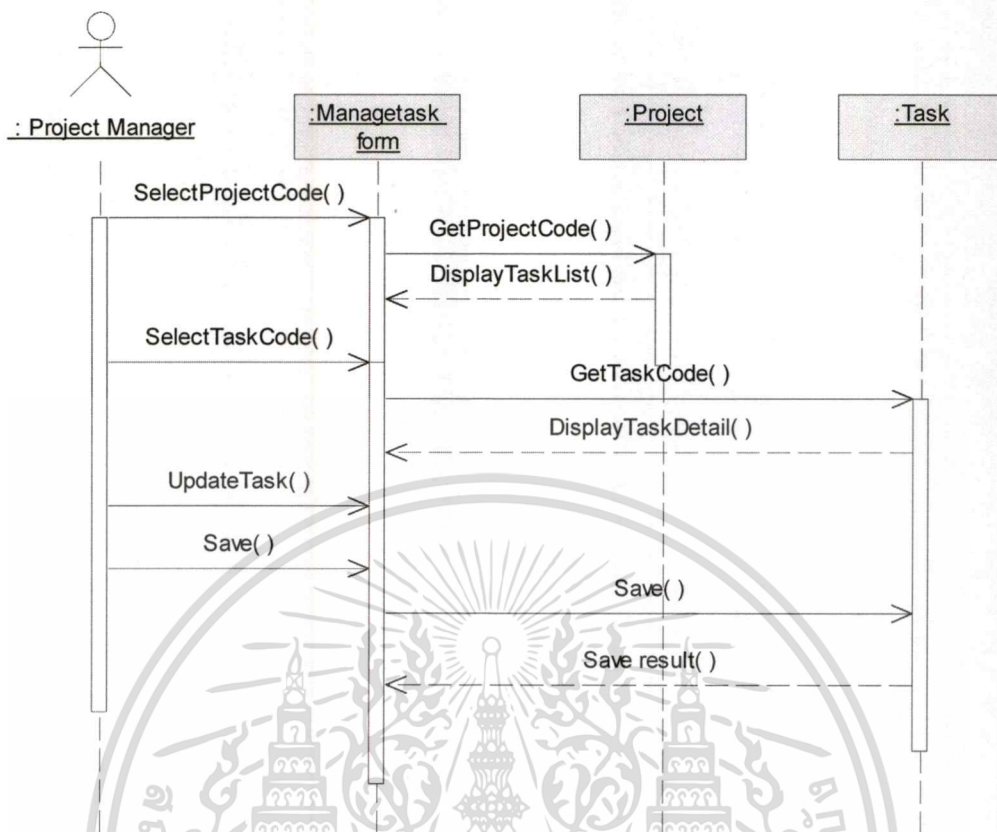 : Project Manager
:Managetask
form
:Project
:Task
SelectProjectCode( )
GetProjectCode( )
DisplayTaskList( )
SelectTaskCode( )
GetTaskCode( )
DisplayTaskDetail( )
UpdateTask( )
Save( )
Save( )
Save result( )